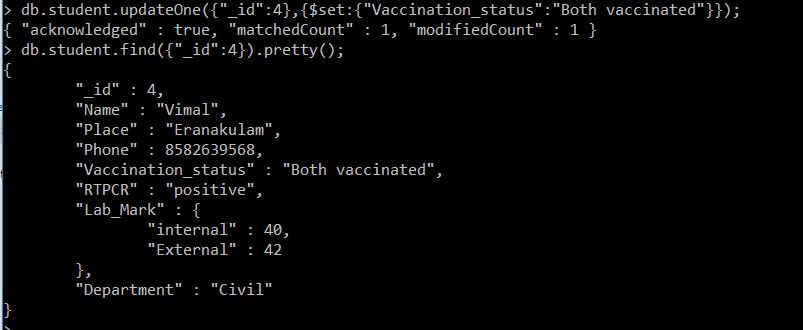 > db.student.updateOne({"_id":4},{$set:{"Vaccination_status":"Both vaccinated"}});
{ "acknowledged" : true, "matchedCount" : 1, "modifiedCount" : 1 }
> db.student.find({"_id":4}).pretty();
{
        "_id" : 4,
        "Name" : "Vimal",
        "Place" : "Eranakulam",
        "Phone" : 8582639568,
        "Vaccination_status" : "Both vaccinated",
        "RTPCR" : "positive",
        "Lab_Mark" : {
                "internal" : 40,
                "External" : 42
        },
        "Department" : "Civil"
}
>